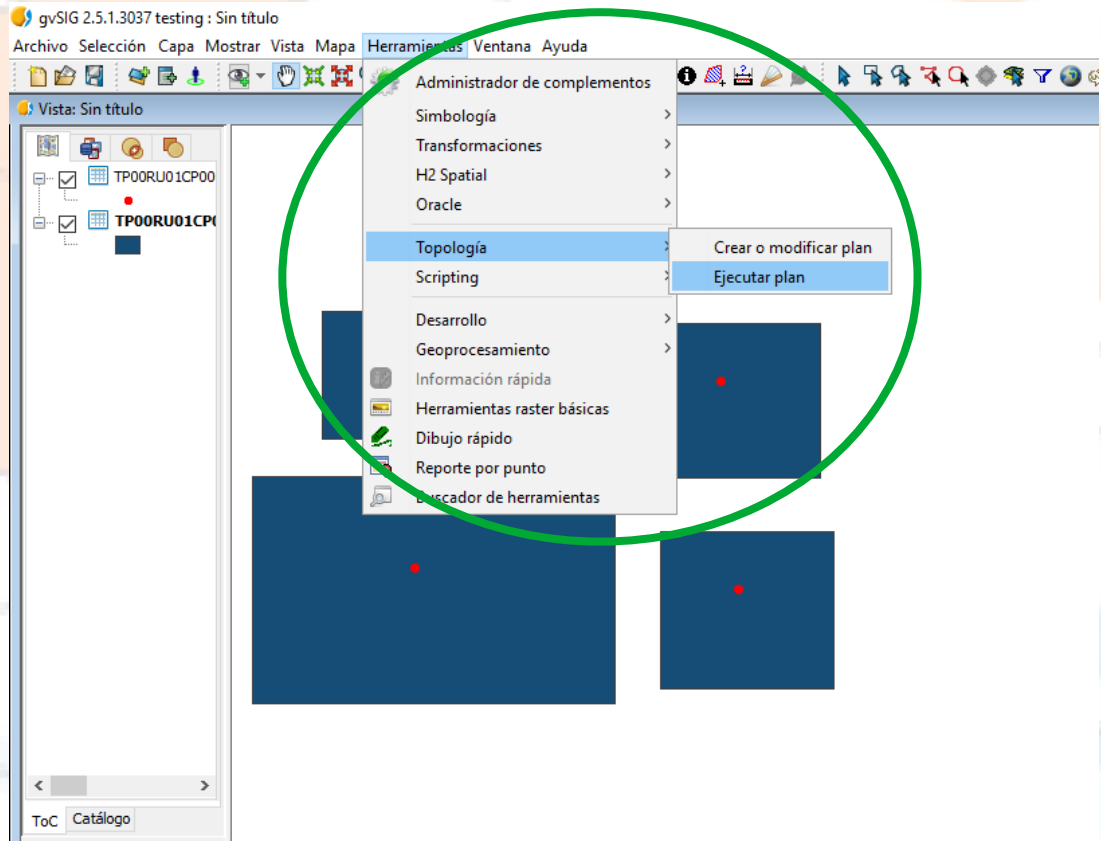 gvSIG 2.5.1.3037 testing : Sin título
Archivo Selección Capa Mostrar Vista Mapa Herramientas Ventana Ayuda
Vista: Sin título
TP00RU01CP00
TP00RU01CP0
Administrador de complementos
Simbología
Transformaciones
H2 Spatial
Oracle
Topología
Scripting
Desarrollo
Geoprocesamiento
Información rápida
Herramientas raster básicas
Dibujo rápido
Reporte por punto
Buscador de herramientas
Crear o modificar plan
Ejecutar plan
ToC Catálogo